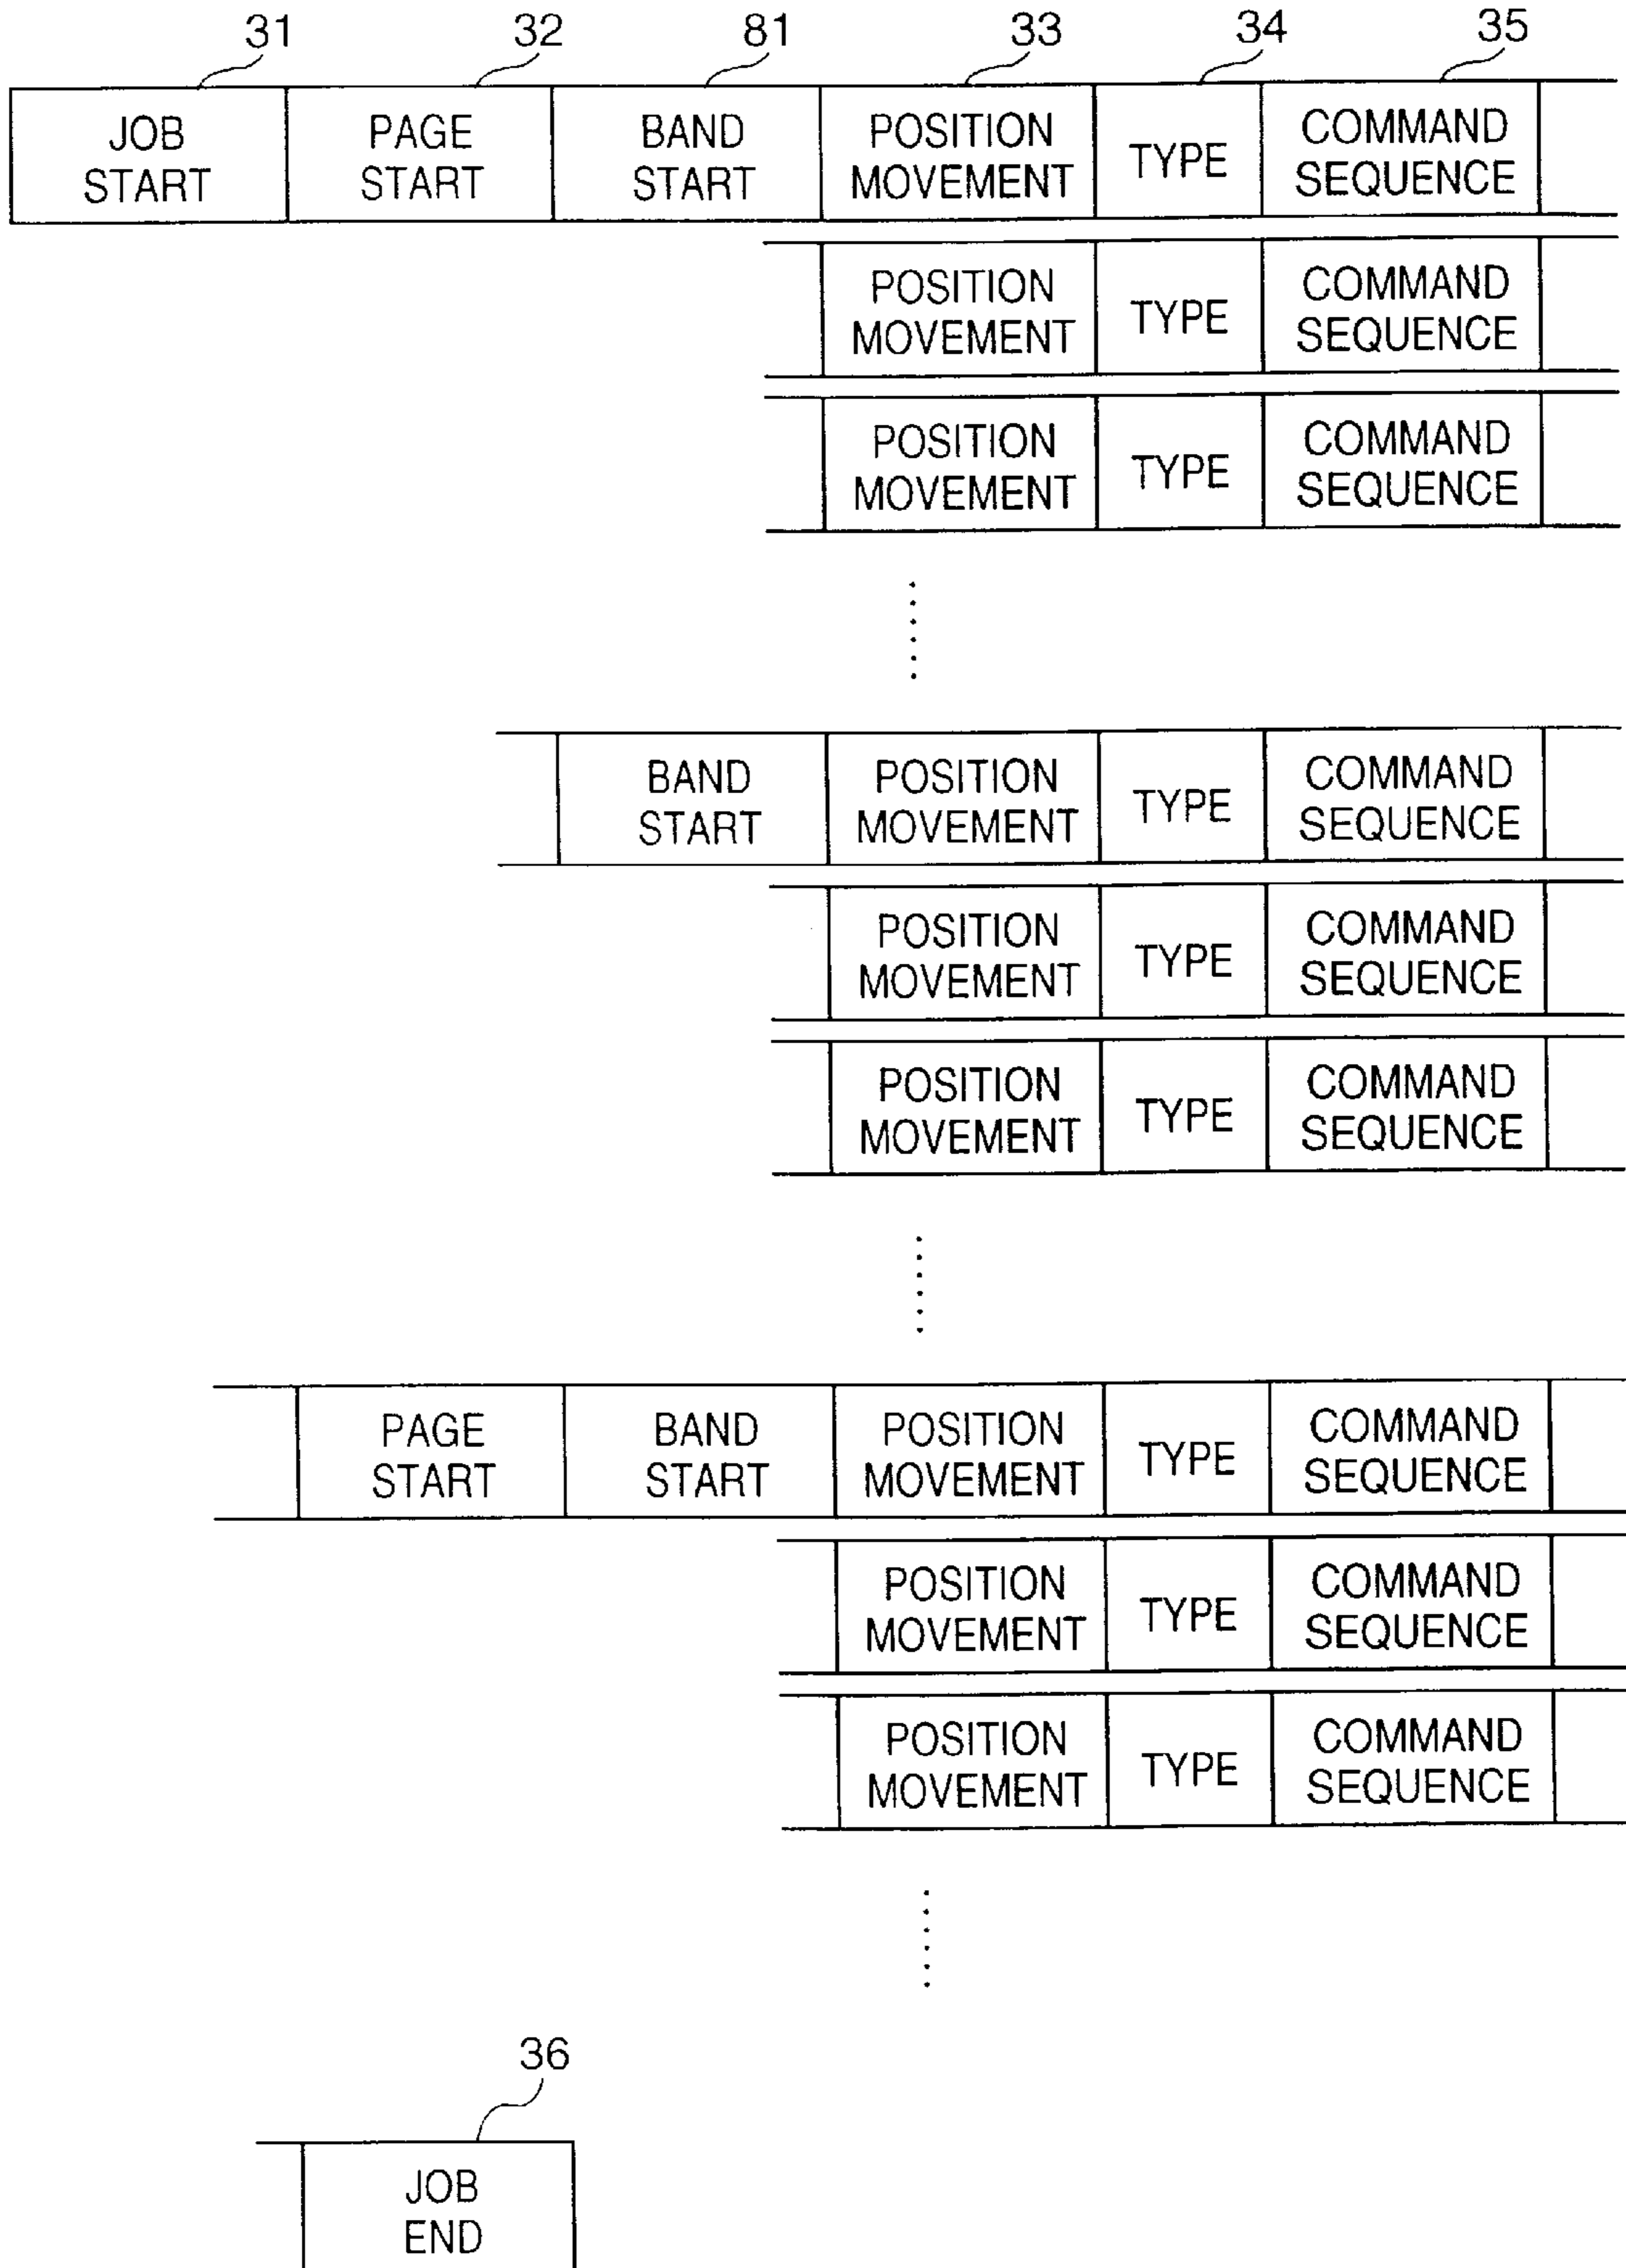 31 32 81 33 34 35
JOB START PAGE START BAND START POSITION MOVEMENT TYPE COMMAND SEQUENCE
POSITION MOVEMENT TYPE COMMAND SEQUENCE
POSITION MOVEMENT TYPE COMMAND SEQUENCE
BAND START POSITION MOVEMENT TYPE COMMAND SEQUENCE
POSITION MOVEMENT TYPE COMMAND SEQUENCE
POSITION MOVEMENT TYPE COMMAND SEQUENCE
PAGE START BAND START POSITION MOVEMENT TYPE COMMAND SEQUENCE
POSITION MOVEMENT TYPE COMMAND SEQUENCE
POSITION MOVEMENT TYPE COMMAND SEQUENCE
36
JOB END